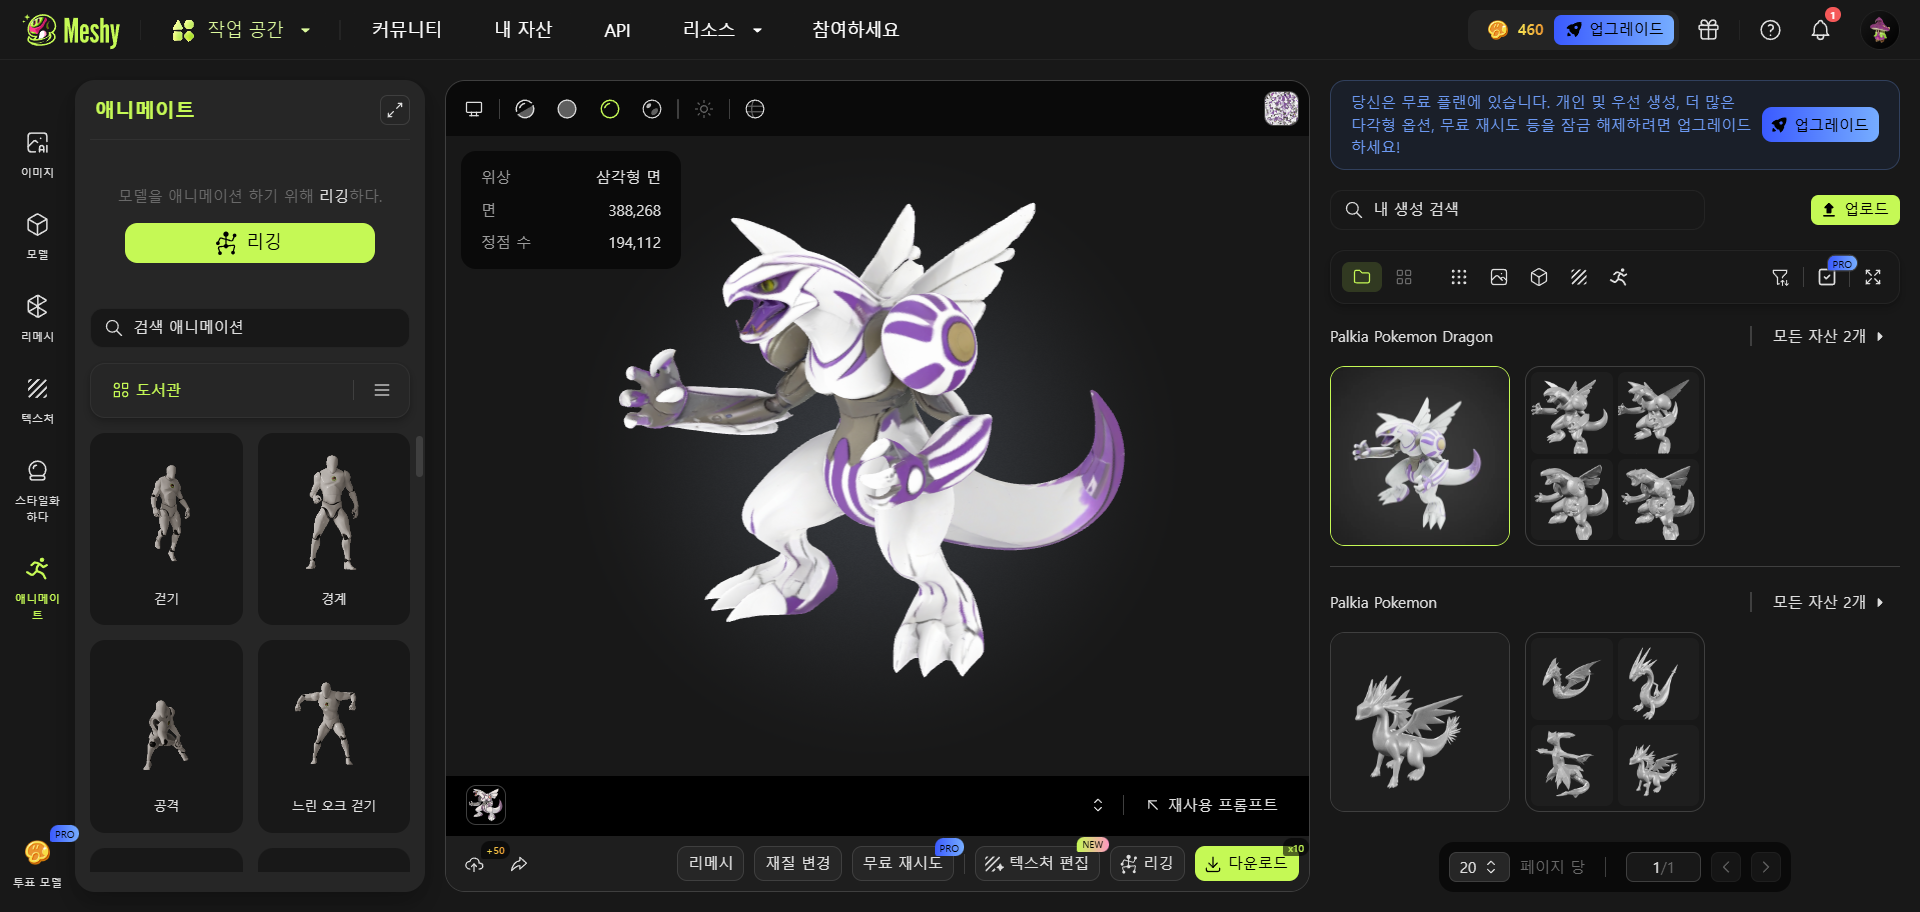 Meshy
작업 공간
커뮤니티
내 자산
API
리소스
참여하세요
460
업그레이드
1
이미지
모델
리메시
텍스처
스타일화
하다
애니메이
트
PRO
투표 모델
애니메이트
모델을 애니메이션 하기 위해 리깅하다.
리깅
검색 애니메이션
도서관
걷기
경계
공격
느린 오크 걷기
위상
삼각형 면
면
388,268
정점 수
194,112
재사용 프롬프트
+50
리메시
재질 변경
무료 재시도
PRO
텍스처 편집
NEW
리깅
다운로드
x10
당신은 무료 플랜에 있습니다. 개인 및 우선 생성, 더 많은
다각형 옵션, 무료 재시도 등을 잠금 해제하려면 업그레이드
하세요!
업그레이드
내 생성 검색
업로드
PRO
Palkia Pokemon Dragon
모든 자산 2개
Palkia Pokemon
모든 자산 2개
20
페이지 당
1/1